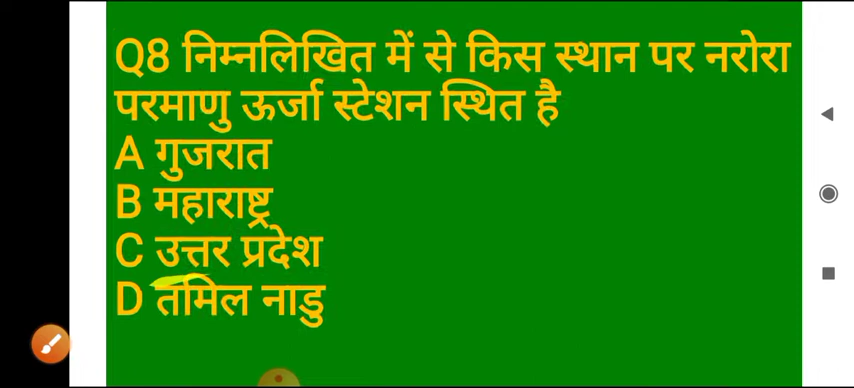 Q8 निम्नलिखित में से किस स्थान पर नरोरा
परमाणु ऊर्जा स्टेशन स्थित है
A गुजरात
B महाराष्ट्र
C उत्तर प्रदेश
D तमिल नाडु